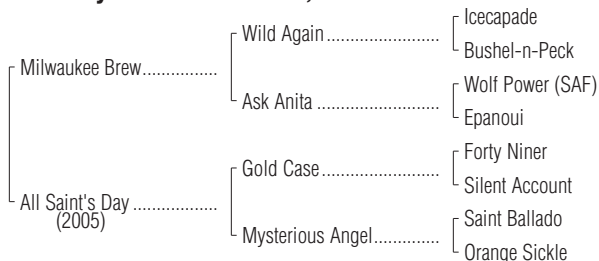 Icecapade
Wild Again........................
Bushel-n-Peck
Milwaukee Brew................
Wolf Power (SAF)
Ask Anita ..........................
Epanoui
Forty Niner
Gold Case.........................
Silent Account
All Saint's Day ..................
(2005)
Saint Ballado
Mysterious Angel..............
Orange Sickle